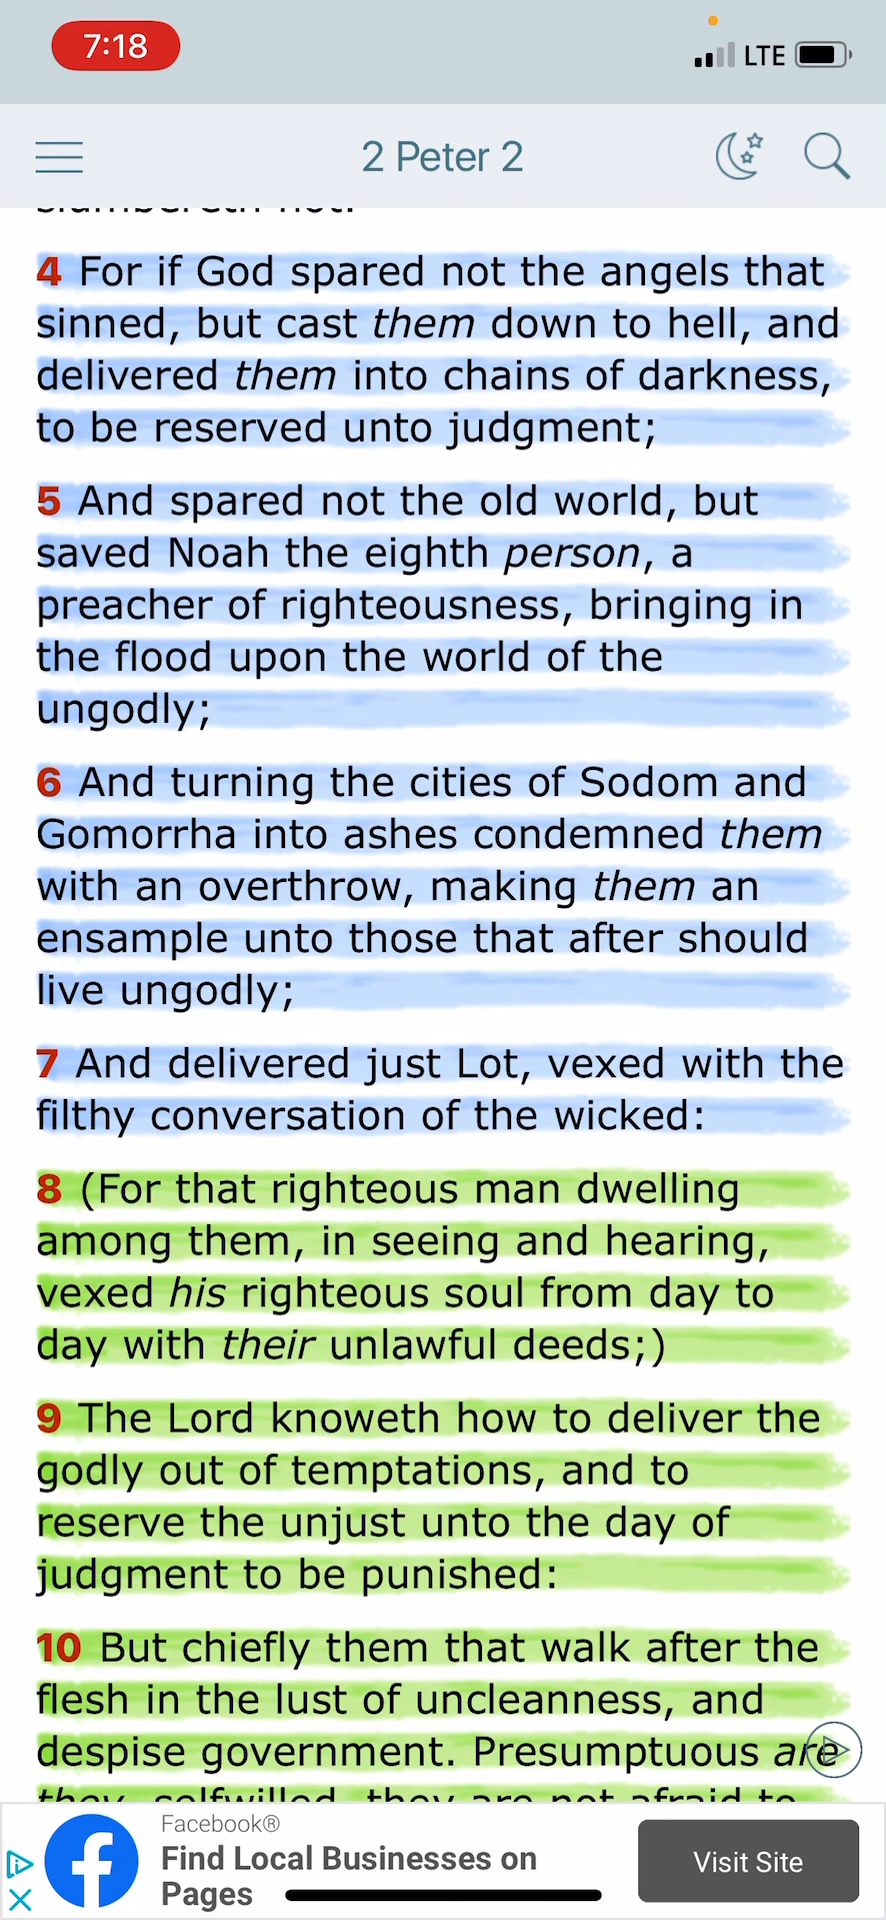 7:18
LTE
2 Peter 2
slumbereth not.
4 For if God spared not the angels that
sinned, but cast them down to hell, and
delivered them into chains of darkness,
to be reserved unto judgment;
5 And spared not the old world, but
saved Noah the eighth person, a
preacher of righteousness, bringing in
the flood upon the world of the
ungodly;
6 And turning the cities of Sodom and
Gomorrha into ashes condemned them
with an overthrow, making them an
ensample unto those that after should
live ungodly;
7 And delivered just Lot, vexed with the
filthy conversation of the wicked:
8 (For that righteous man dwelling
among them, in seeing and hearing,
vexed his righteous soul from day to
day with their unlawful deeds;)
9 The Lord knoweth how to deliver the
godly out of temptations, and to
reserve the unjust unto the day of
judgment to be punished:
10 But chiefly them that walk after the
flesh in the lust of uncleanness, and
despise government. Presumptuous are
they, selfwilled, they are not afraid to
Facebook®
Find Local Businesses on
Pages
Visit Site